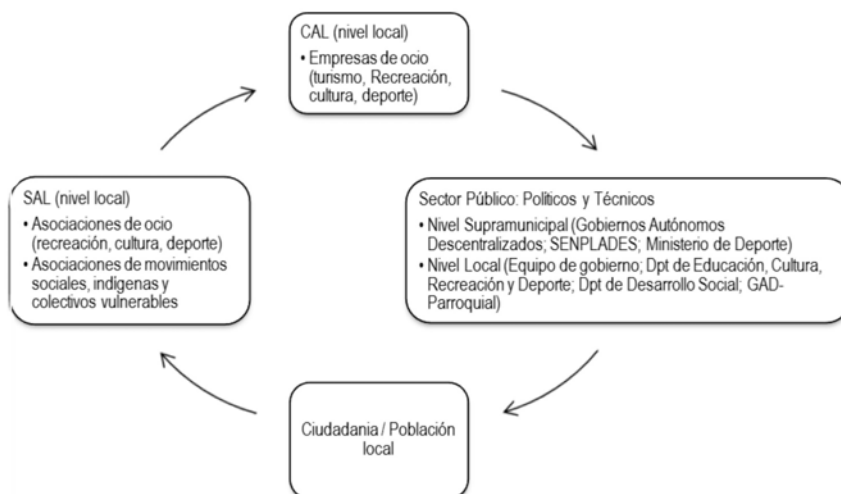 CAL (nivel local)
• Empresas de ocio
(turismo, Recreación,
cultura, deporte)
SAL (nivel local)
• Asociaciones de ocio
(recreación, cultura, deporte)
• Asociaciones de movimientos
sociales, indígenas y
colectivos vulnerables
Sector Público: Políticos y Técnicos
• Nivel Supramunicipal (Gobiernos Autónomos
Descentralizados; SENPLADES; Ministerio de Deporte)
• Nivel Local (Equipo de gobierno; Dpt de Educación, Cultura,
Recreación y Deporte; Dpt de Desarrollo Social; GAD-
Parroquial)
Ciudadania / Población
local